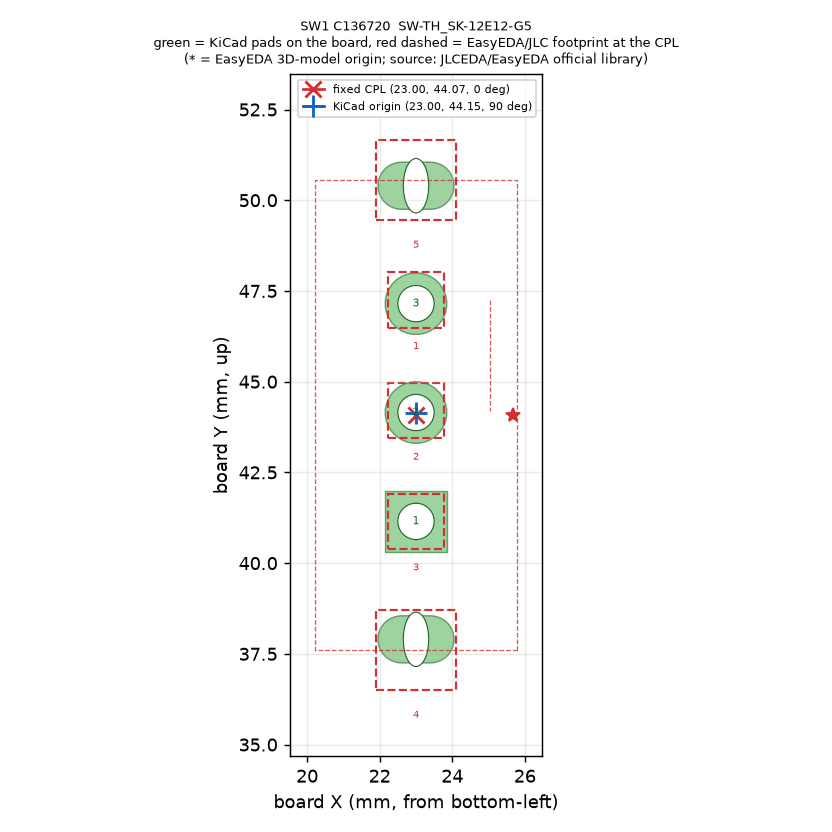 SW1 C136720  SW-TH_SK-12E12-G5
green = KiCad pads on the board, red dashed = EasyEDA/JLC footprint at the CPL
(* = EasyEDA 3D-model origin; source: JLCEDA/EasyEDA official library)
fixed CPL (23.00, 44.07, 0 deg)
KiCad origin (23.00, 44.15, 90 deg)
52.5
50.0
5
47.5
3
1
45.0
2
42.5
1
40.0
3
37.5
4
35.0
20 22 24 26
board X (mm, from bottom-left)
board Y (mm, up)